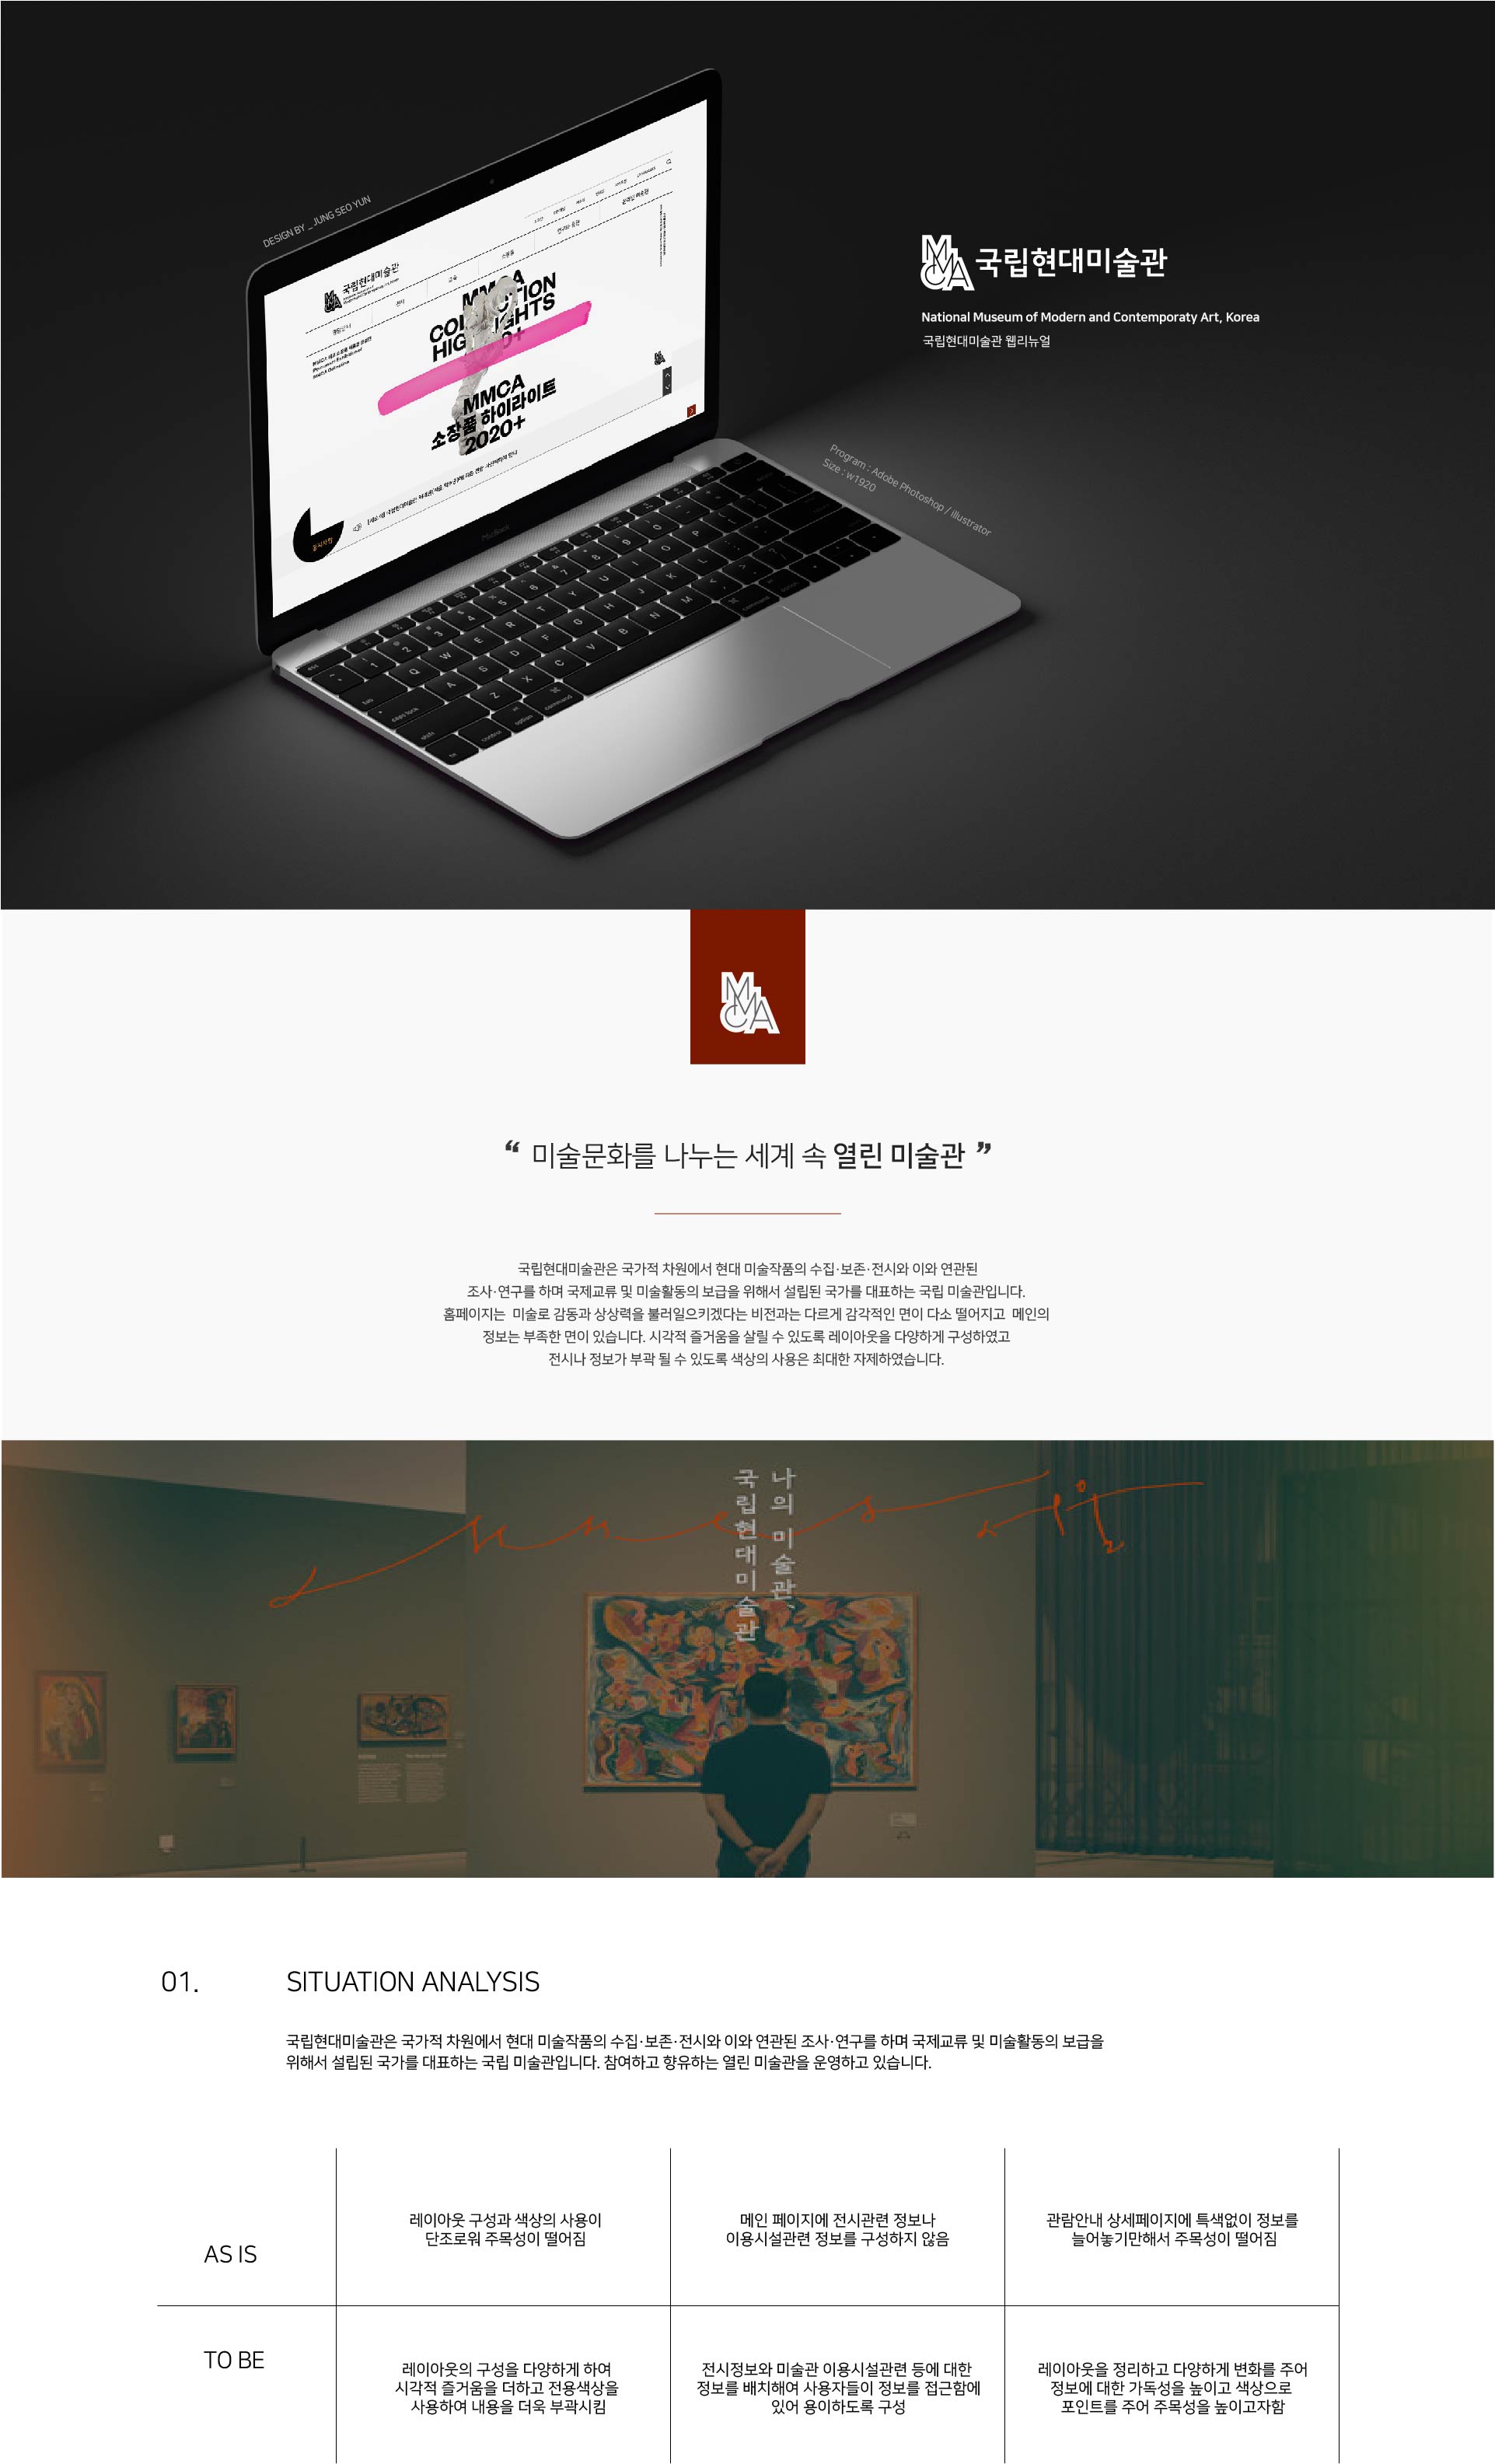 DESIGN BY _ JUNG SEO YUN
국립현대미술관
MMCA
소장품 하이라이트
2020+
MacBook
MMCA 국립현대미술관
National Museum of Modern and Contemporaty Art, Korea
국립현대미술관 웹리뉴얼
Program : Adobe Photoshop / illustrator
Size : w1920
MMCA
“ 미술문화를 나누는 세계 속 열린 미술관 ”
국립현대미술관은 국가적 차원에서 현대 미술작품의 수집·보존·전시와 이와 연관된
조사·연구를 하며 국제교류 및 미술활동의 보급을 위해서 설립된 국가를 대표하는 국립 미술관입니다.
홈페이지는 미술로 감동과 상상력을 불러일으키겠다는 비전과는 다르게 감각적인 면이 다소 떨어지고 메인의
정보는 부족한 면이 있습니다. 시각적 즐거움을 살릴 수 있도록 레이아웃을 다양하게 구성하였고
전시나 정보가 부곽 될 수 있도록 색상의 사용은 최대한 자제하였습니다.
나의 미술관,
국립현대미술관
01. SITUATION ANALYSIS
국립현대미술관은 국가적 차원에서 현대 미술작품의 수집·보존·전시와 이와 연관된 조사·연구를 하며 국제교류 및 미술활동의 보급을
위해서 설립된 국가를 대표하는 국립 미술관입니다. 참여하고 향유하는 열린 미술관을 운영하고 있습니다.
AS IS
레이아웃 구성과 색상의 사용이
단조로워 주목성이 떨어짐
메인 페이지에 전시관련 정보나
이용시설관련 정보를 구성하지 않음
관람안내 상세페이지에 특색없이 정보를
늘어놓기만해서 주목성이 떨어짐
TO BE
레이아웃의 구성을 다양하게 하여
시각적 즐거움을 더하고 전용색상을
사용하여 내용을 더욱 부곽시킴
전시정보와 미술관 이용시설관련 등에 대한
정보를 배치해여 사용자들이 정보를 접근함에
있어 용이하도록 구성
레이아웃을 정리하고 다양하게 변화를 주어
정보에 대한 가독성을 높이고 색상으로
포인트를 주어 주목성을 높이고자함